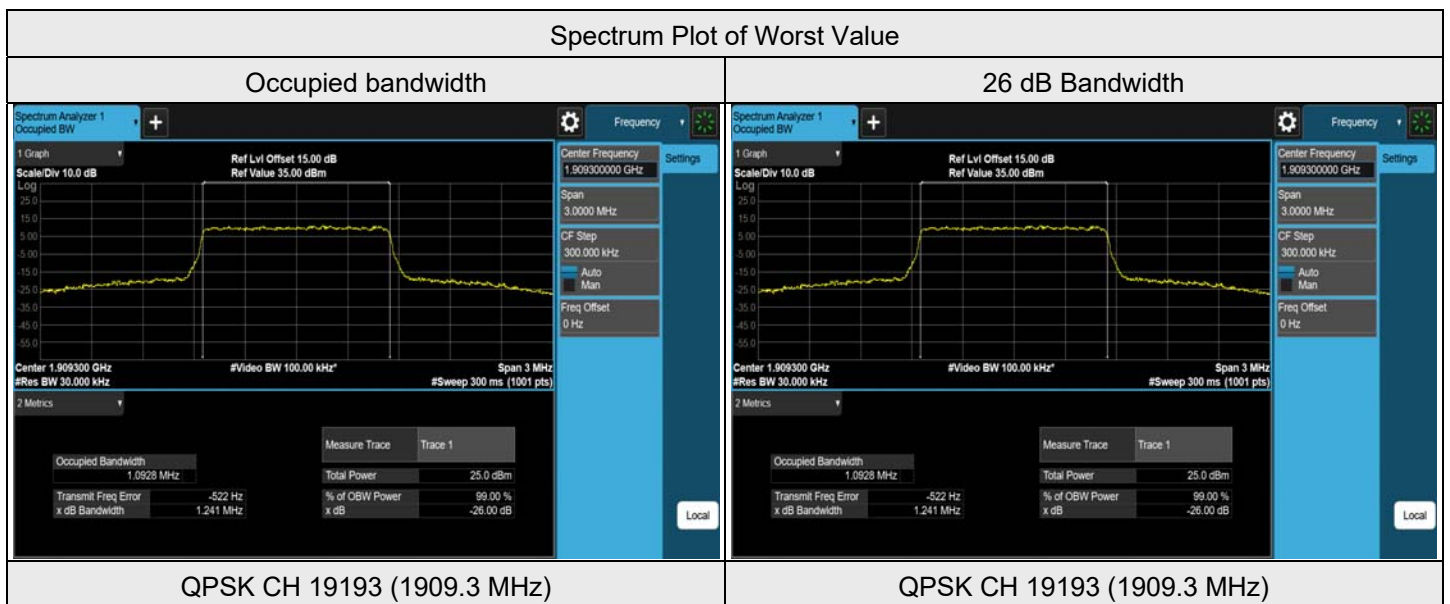 Spectrum Plot of Worst Value
Occupied bandwidth
26 dB Bandwidth
Spectrum Analyzer 1
Occupied BW
+
Frequency
1 Graph
Scale/Div 10.0 dB
Ref Lvl Offset 15.00 dB
Ref Value 35.00 dBm
Log
25.0
15.0
5.00
-5.00
-15.0
-25.0
-35.0
-45.0
-55.0
Center 1.909300 GHz
#Res BW 30.000 kHz
#Video BW 100.00 kHz*
Span 3 MHz
#Sweep 300 ms (1001 pts)
Center Frequency
1.909300000 GHz
Settings
Span
3.0000 MHz
CF Step
300.000 kHz
Auto
Man
Freq Offset
0 Hz
2 Metrics
Measure Trace Trace 1
Occupied Bandwidth
1.0928 MHz
Total Power 25.0 dBm
Transmit Freq Error -522 Hz
% of OBW Power 99.00 %
x dB Bandwidth 1.241 MHz
x dB -26.00 dB
Local
Spectrum Analyzer 1
Occupied BW
+
Frequency
1 Graph
Scale/Div 10.0 dB
Ref Lvl Offset 15.00 dB
Ref Value 35.00 dBm
Log
25.0
15.0
5.00
-5.00
-15.0
-25.0
-35.0
-45.0
-55.0
Center 1.909300 GHz
#Res BW 30.000 kHz
#Video BW 100.00 kHz*
Span 3 MHz
#Sweep 300 ms (1001 pts)
Center Frequency
1.909300000 GHz
Settings
Span
3.0000 MHz
CF Step
300.000 kHz
Auto
Man
Freq Offset
0 Hz
2 Metrics
Measure Trace Trace 1
Occupied Bandwidth
1.0928 MHz
Total Power 25.0 dBm
Transmit Freq Error -522 Hz
% of OBW Power 99.00 %
x dB Bandwidth 1.241 MHz
x dB -26.00 dB
Local
QPSK CH 19193 (1909.3 MHz)
QPSK CH 19193 (1909.3 MHz)